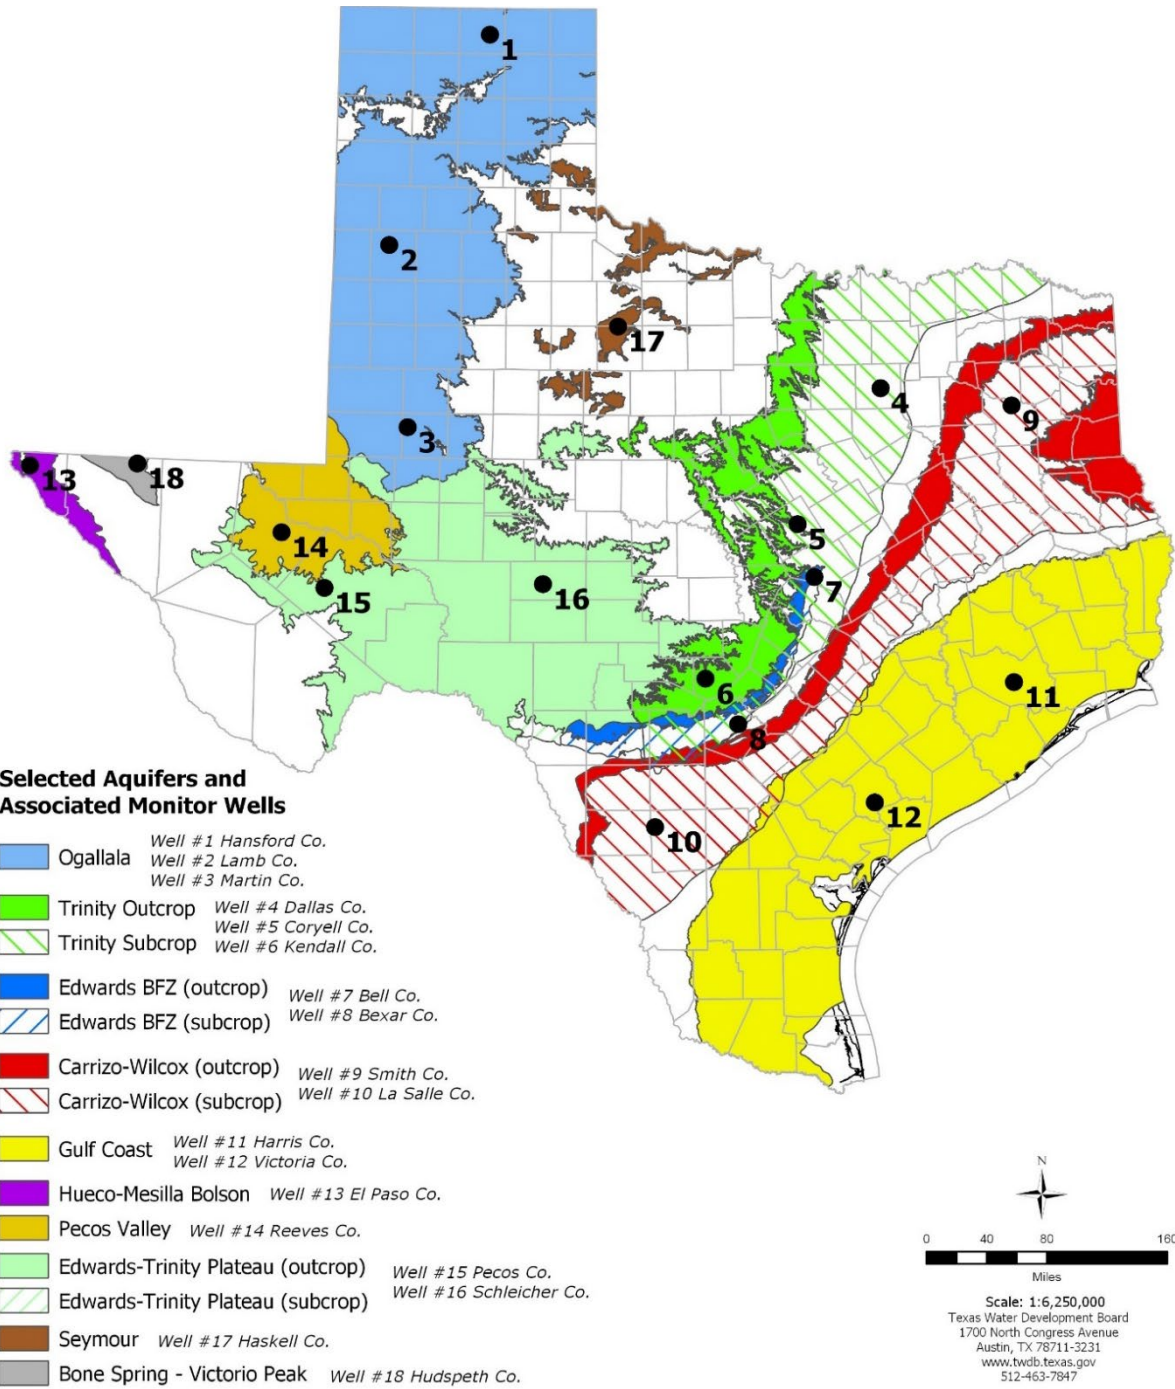 1
2
17
4
9
3
13
18
5
14
7
15
16
6
11
8
12
10
Selected Aquifers and
Associated Monitor Wells
Ogallala
Well #1 Hansford Co.
Well #2 Lamb Co.
Well #3 Martin Co.
Trinity Outcrop
Trinity Subcrop
Well #4 Dallas Co.
Well #5 Coryell Co.
Well #6 Kendall Co.
Edwards BFZ (outcrop)
Edwards BFZ (subcrop)
Well #7 Bell Co.
Well #8 Bexar Co.
Carrizo-Wilcox (outcrop)
Carrizo-Wilcox (subcrop)
Well #9 Smith Co.
Well #10 La Salle Co.
Gulf Coast
Well #11 Harris Co.
Well #12 Victoria Co.
Hueco-Mesilla Bolson Well #13 El Paso Co.
Pecos Valley Well #14 Reeves Co.
Edwards-Trinity Plateau (outcrop)
Edwards-Trinity Plateau (subcrop)
Well #15 Pecos Co.
Well #16 Schleicher Co.
Seymour Well #17 Haskell Co.
Bone Spring - Victorio Peak Well #18 Hudspeth Co.
N
0 40 80 160
Miles
Scale: 1:6,250,000
Texas Water Development Board
1700 North Congress Avenue
Austin, TX 78711-3231
www.twdb.texas.gov
512-463-7847